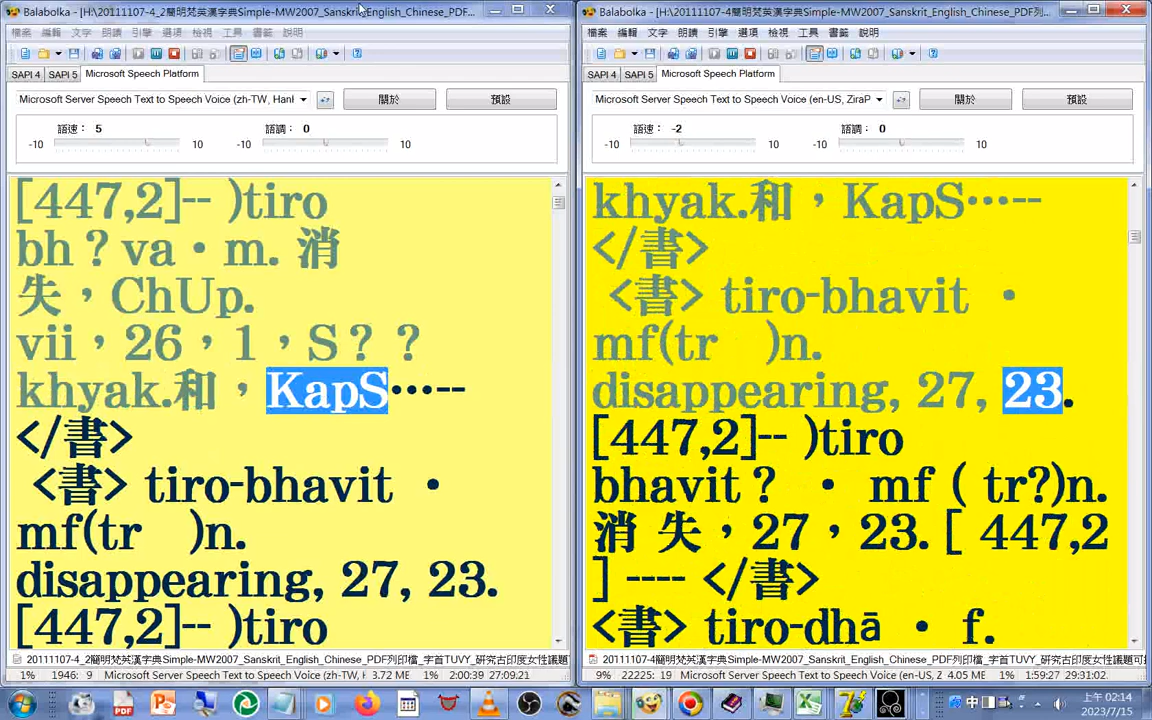 Balabolka - [H:\20111107-4_2簡明梵英漢字典Simple-MW2007_Sanskrit_English_Chinese_PDF...
檔案 編輯 文字 朗讀 引擎 選項 檢視 工具 書籤 說明
SAPI 4 SAPI 5 Microsoft Speech Platform
Microsoft Server Speech Text to Speech Voice (zh-TW, Hanl 關於 預設
語速： 5 語調： 0
-10 10 -10 10
[447,2]-- )tiro
bh？va・m. 消
失，ChUp.
vii，26，1，S？？
khyak.和，KapS…--
</書>
<書> tiro-bhavit ・
mf(tr )n.
disappearing, 27, 23.
[447,2]-- )tiro
20111107-4_2簡明梵英漢字典Simple-MW2007_Sanskrit_English_Chinese_PDF列印檔_字首TUVY_研究古印度女性議題
1% 1946: 9 Microsoft Server Speech Text to Speech Voice (zh-TW, H 3.72 MB 1% 2:00:39 27:09.21
Balabolka - [H:\20111107-4簡明梵英漢字典Simple-MW2007_Sanskrit_English_Chinese_PDF列...
檔案 編輯 文字 朗讀 引擎 選項 檢視 工具 書籤 說明
SAPI 4 SAPI 5 Microsoft Speech Platform
Microsoft Server Speech Text to Speech Voice (en-US, ZiraP 關於 預設
語速： -2 語調： 0
-10 10 -10 10
khyak.和，KapS…--
</書>
<書> tiro-bhavit ・
mf(tr )n.
disappearing, 27, 23.
[447,2]-- )tiro
bhavit？ ・ mf ( tr?)n.
消 失，27，23. [ 447,2
] ---- </書>
<書> tiro-dhā ・ f.
20111107-4簡明梵英漢字典Simple-MW2007_Sanskrit_English_Chinese_PDF列印檔_字首TUVY_研究古印度女性議題可
9% 22225: 19 Microsoft Server Speech Text to Speech Voice (en-US, Z 4.05 MB 1% 1:59:27 29:31.02
中
上午 02:14
2023/7/15